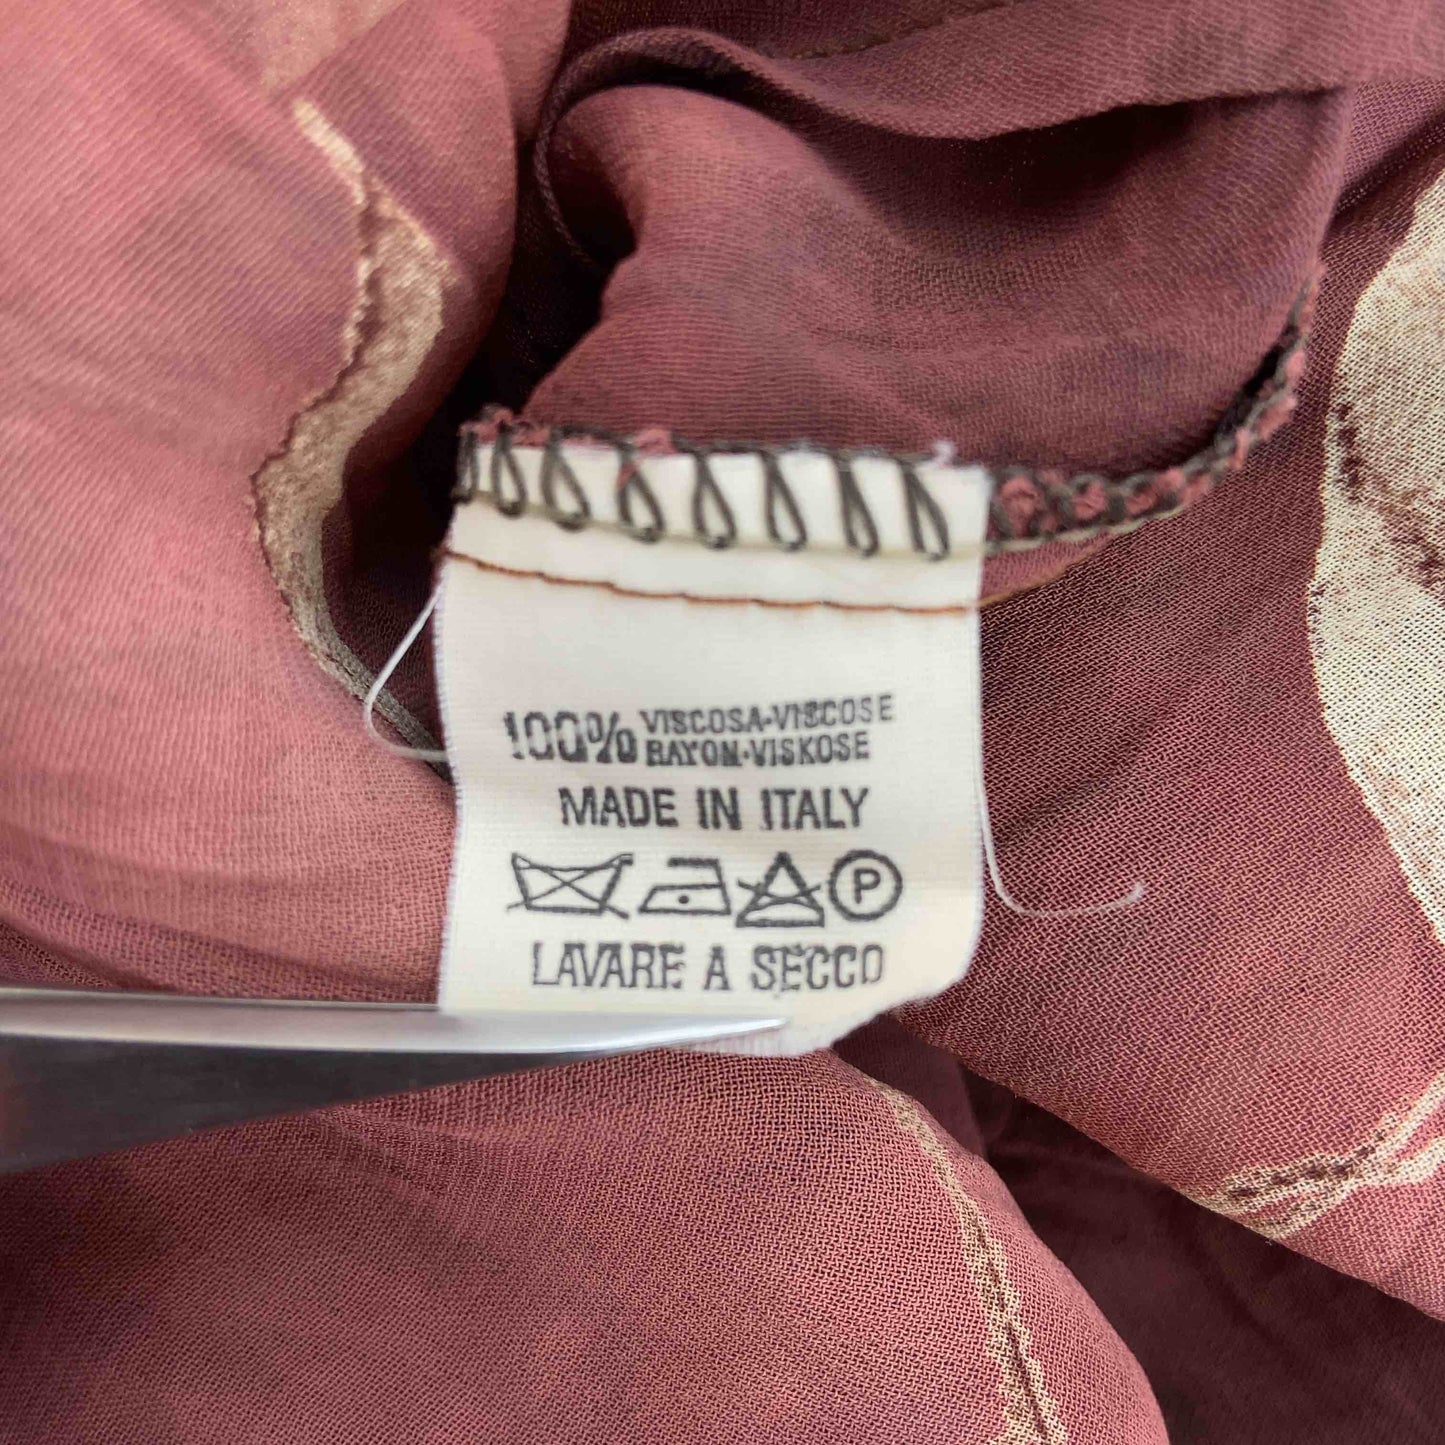 100% VISCOSA-VISCOSE
RAYON-VISKOSE
MADE IN ITALY
P
LAVARE A SECCO